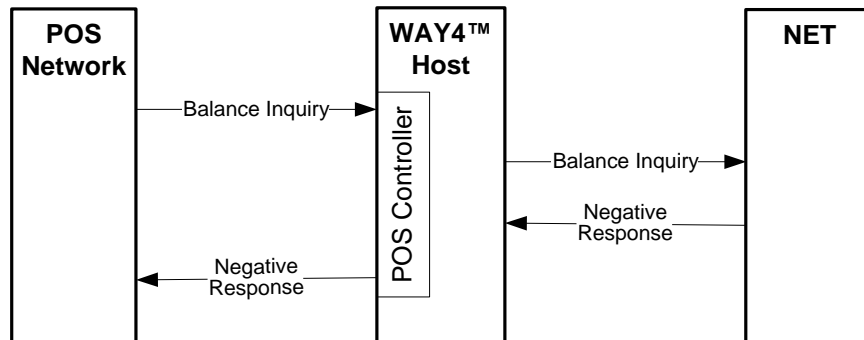 POS
Network
WAY4™
Host
NET
Balance Inquiry
POS Controller
Balance Inquiry
Negative
Response
Negative
Response